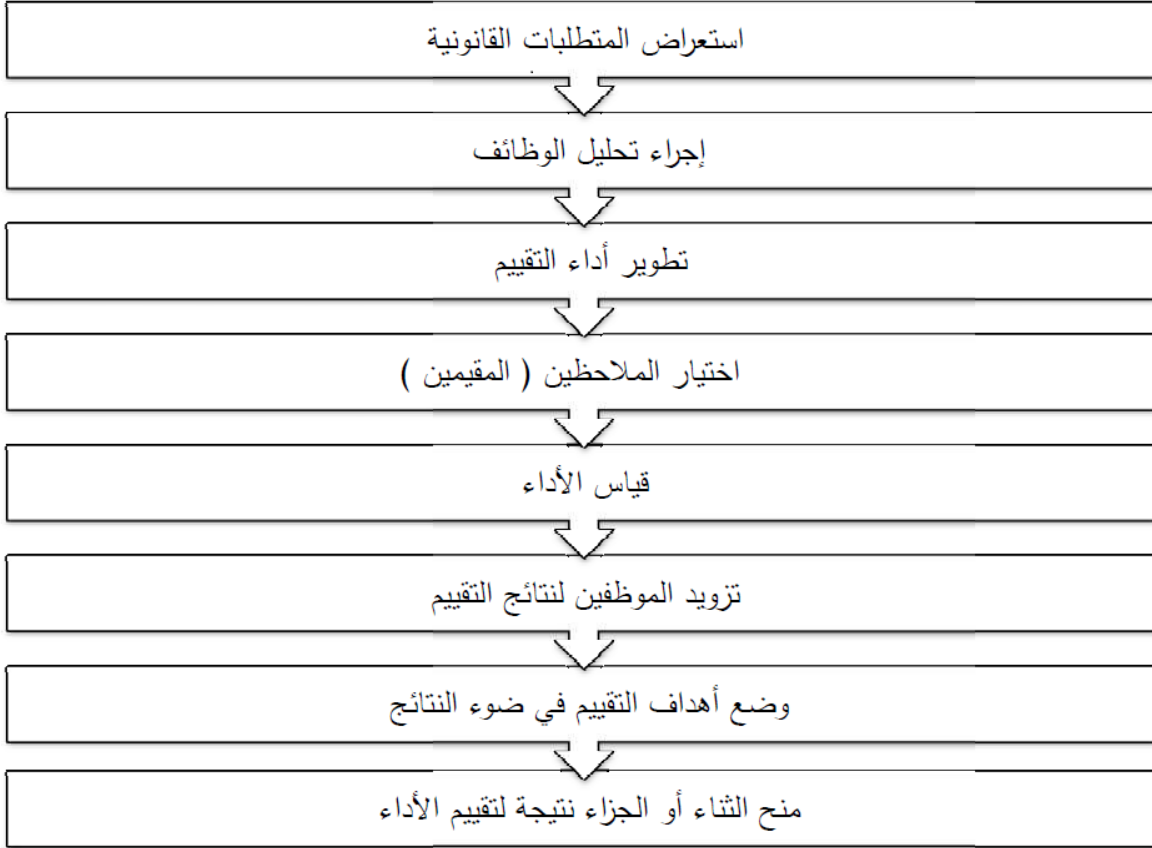 استعراض المتطلبات القانونية
إجراء تحليل الوظائف
تطوير أداء التقييم
اختيار الملاحظين ( المقيمين )
قياس الأداء
تزويد الموظفين لنتائج التقييم
وضع أهداف التقييم في ضوء النتائج
منح الثناء أو الجزاء نتيجة لتقييم الأداء